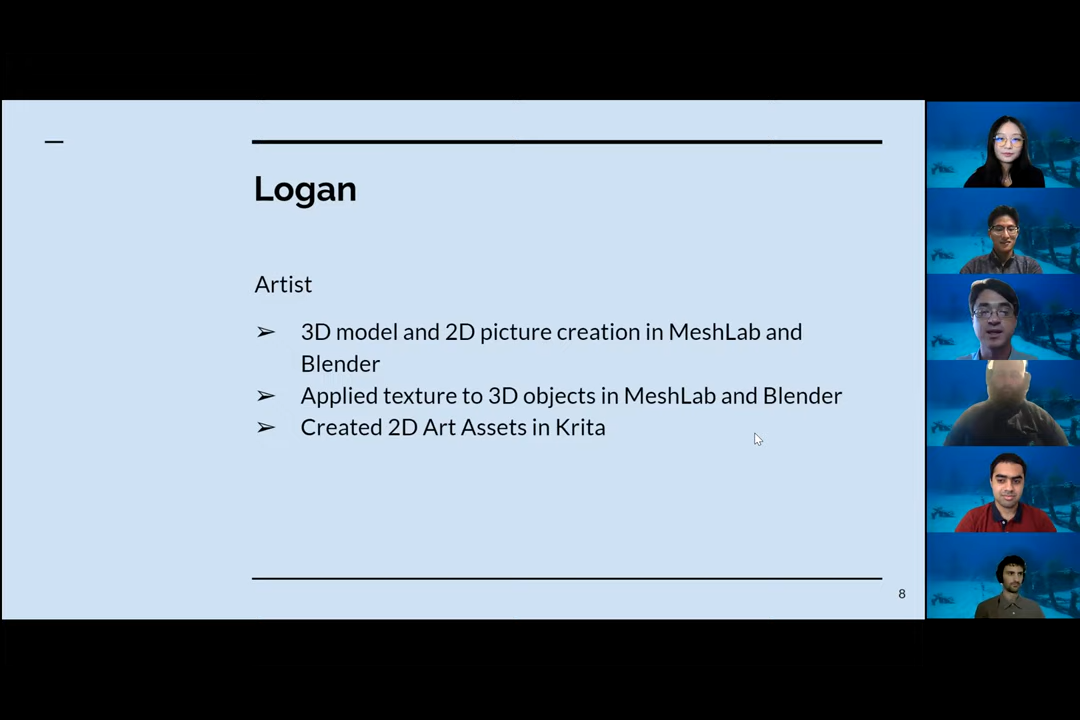 Logan
Artist
➢ 3D model and 2D picture creation in MeshLab and
Blender
➢ Applied texture to 3D objects in MeshLab and Blender
➢ Created 2D Art Assets in Krita
8